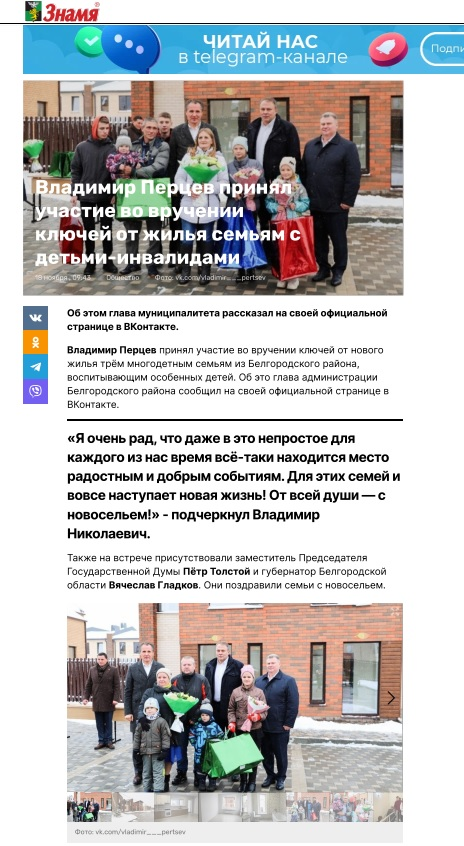 Знамя
ЧИТАЙ НАС
в telegram-канале
Владимир Перцев принял
участие во вручении
ключей от жилья семьям с
детьми-инвалидами
ноября, 09:43 Общество Фото: vk.com/vladimir___pertsev
Об этом глава муниципалитета рассказал на своей официальной
странице в ВКонтакте.
Владимир Перцев принял участие во вручении ключей от нового
жилья трём многодетным семьям из Белгородского района,
воспитывающим особенных детей. Об это глава администрации
Белгородского района сообщил на своей официальной странице в
ВКонтакте.
«Я очень рад, что даже в это непростое для
каждого из нас время всё-таки находится место
радостным и добрым событиям. Для этих семей и
вовсе наступает новая жизнь! От всей души — с
новосельем!» - подчеркнул Владимир
Николаевич.
Также на встрече присутствовали заместитель Председателя
Государственной Думы Пётр Толстой и губернатор Белгородской
области Вячеслав Гладков. Они поздравили семьи с новосельем.
Фото: vk.com/vladimir___pertsev